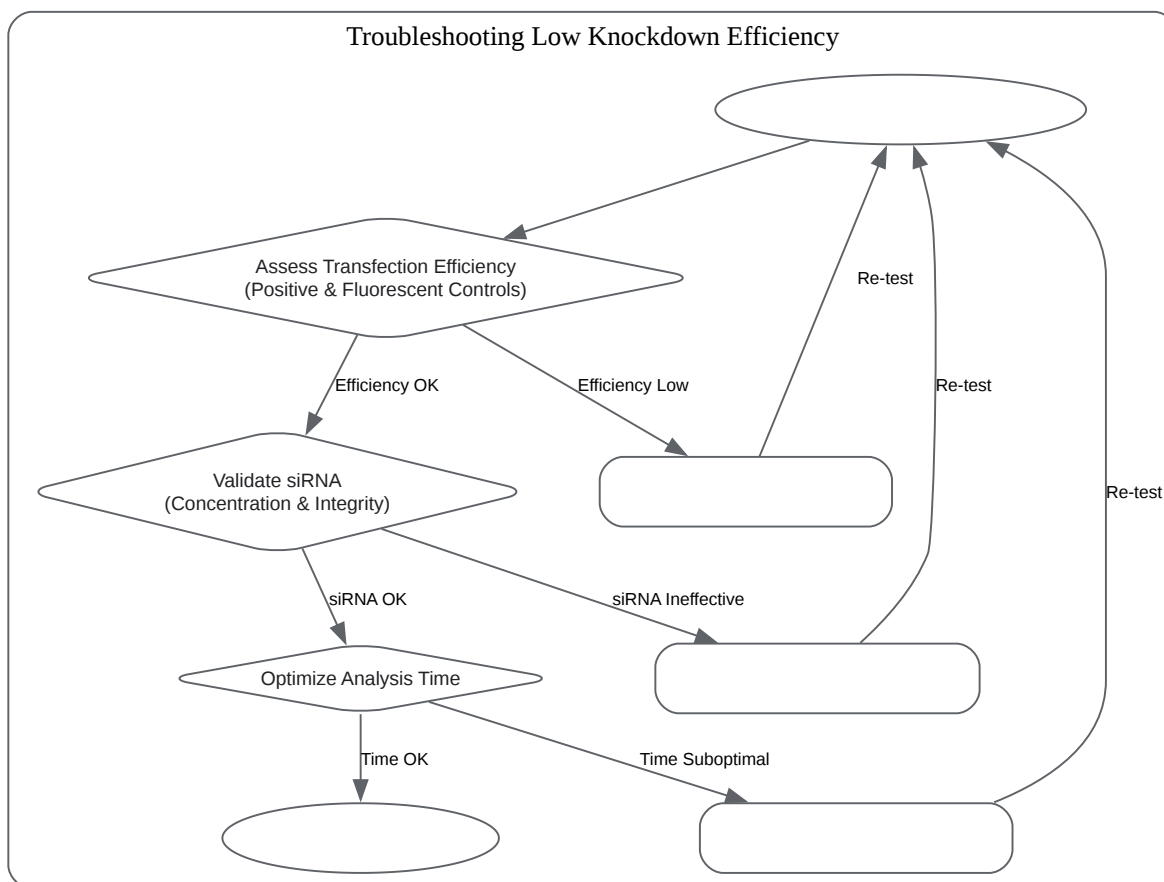 Troubleshooting Low Knockdown Efficiency
Assess Transfection Efficiency
(Positive & Fluorescent Controls)
Re-test
Efficiency OK
Efficiency Low
Re-test
Validate siRNA
(Concentration & Integrity)
Re-test
siRNA OK
siRNA Ineffective
Optimize Analysis Time
Time OK
Time Suboptimal